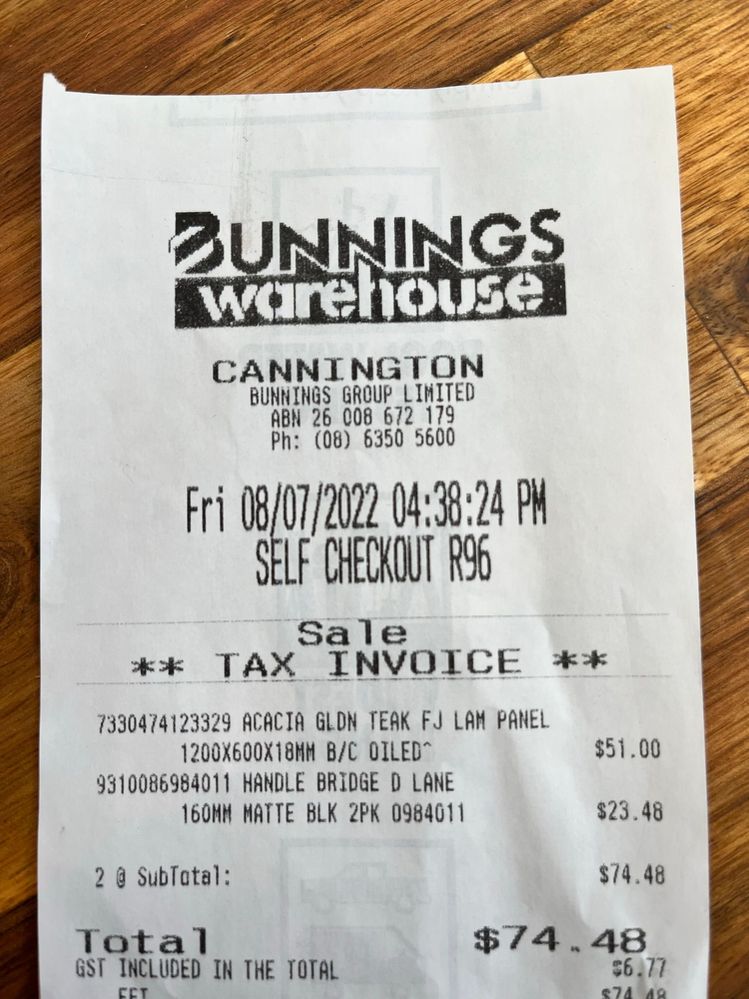 BUNNINGS
warehouse
CANNINGTON
BUNNINGS GROUP LIMITED
ABN 26 008 672 179
Ph: (08) 6350 5600
Fri 08/07/2022 04:38:24 PM
SELF CHECKOUT R96
Sale
** TAX INVOICE **
7330474123329 ACACIA GLDN TEAK FJ LAM PANEL
1200X600X18MM B/C OILED^ $51.00
9310086984011 HANDLE BRIDGE D LANE
160MM MATTE BLK 2PK 0984011 $23.48
2 @ SubTotal: $74.48
Total $74.48
GST INCLUDED IN THE TOTAL $6.77
EFT $74.48